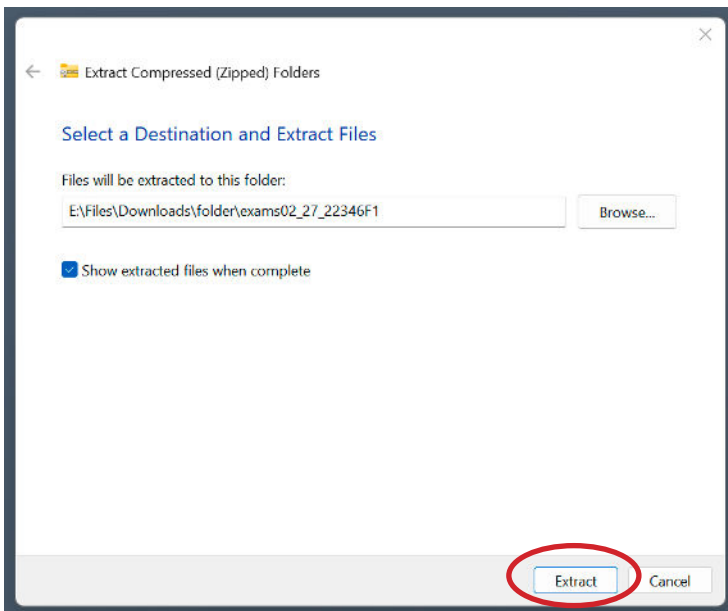 Extract Compressed (Zipped) Folders
Select a Destination and Extract Files
Files will be extracted to this folder:
E:\Files\Downloads\folder\exams02_27_22346F1
Browse...
Show extracted files when complete
Extract
Cancel